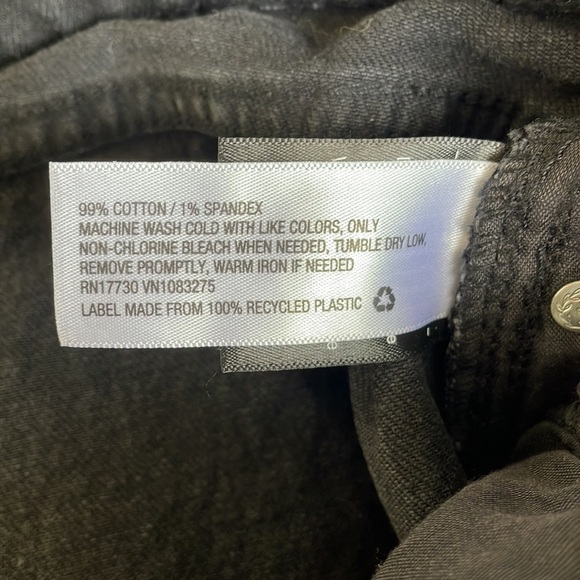 99% COTTON / 1% SPANDEX
MACHINE WASH COLD WITH LIKE COLORS, ONLY
NON-CHLORINE BLEACH WHEN NEEDED, TUMBLE DRY LOW,
REMOVE PROMPTLY, WARM IRON IF NEEDED
RN17730 VN1083275
LABEL MADE FROM 100% RECYCLED PLASTIC